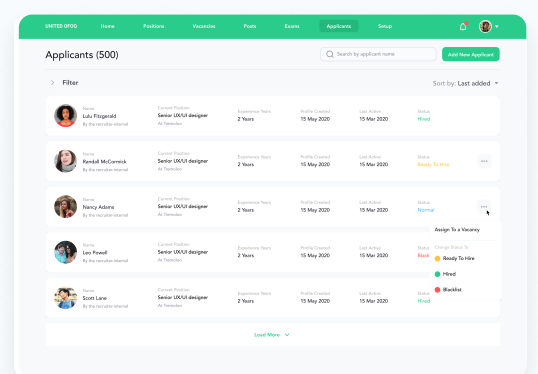 UNITED OFOQ Home Positions Vacancies Posts Exams Applicants Setup
Applicants (500)
Search by applicant name
Add New Applicant
Filter
Sort by: Last added
Name Current Position Experience Years Profile Created Last Active Status
Lulu Fitzgerald Senior UX/UI designer 2 Years 15 May 2020 15 Mar 2020 Hired
By the recruiter-internal At Tremoloo
Name Current Position Experience Years Profile Created Last Active Status
Randall McCormick Senior UX/UI designer 2 Years 15 May 2020 15 Mar 2020 Ready To Hire
By the recruiter-internal At Tremoloo
Name Current Position Experience Years Profile Created Last Active Status
Nancy Adams Senior UX/UI designer 2 Years 15 May 2020 15 Mar 2020 Normal
By the recruiter-internal At Tremoloo
Assign To a Vacancy
Name Current Position Experience Years Profile Created Last Active Status
Leo Powell Senior UX/UI designer 2 Years 15 May 2020 15 Mar 2020 Black
By the recruiter-internal At Tremoloo
Change Status To
Ready To Hire
Hired
Blacklist
Name Current Position Experience Years Profile Created Last Active Status
Scott Lane Senior UX/UI designer 2 Years 15 May 2020 15 Mar 2020 Hired
By the recruiter-internal At Tremoloo
Load More